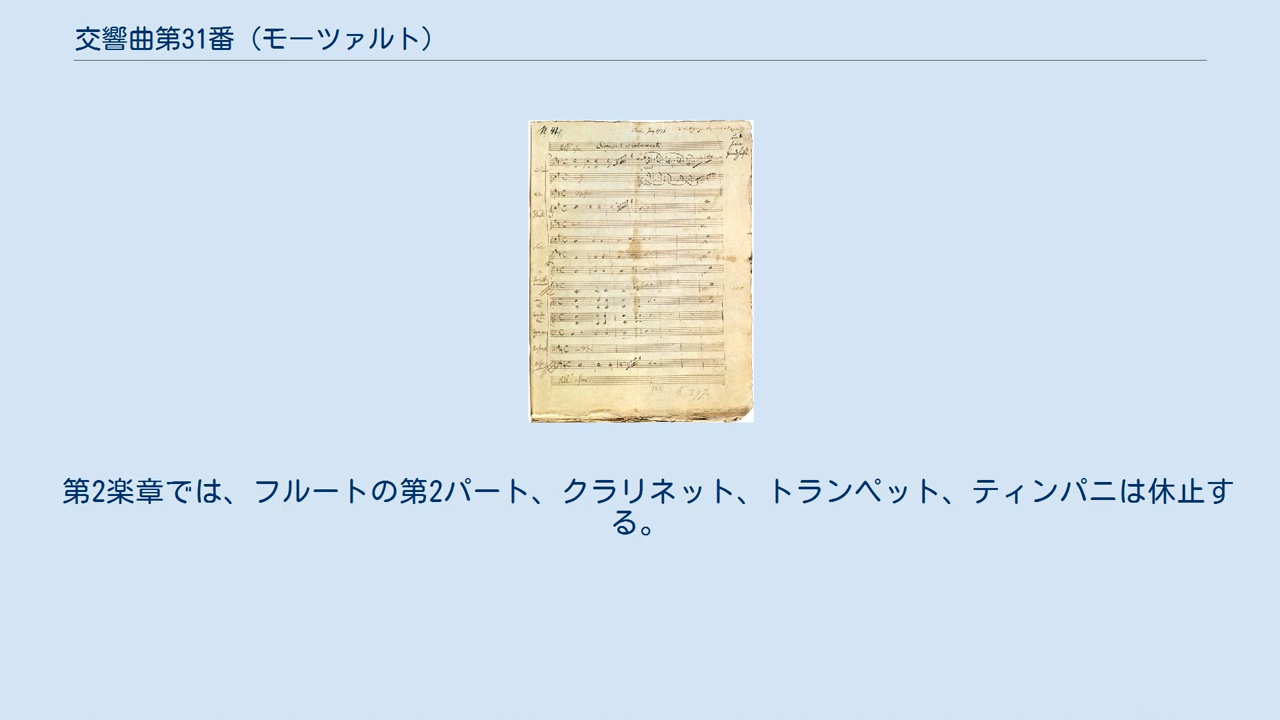 交響曲第31番（モーツァルト）
第2楽章では、フルートの第2パート、クラリネット、トランペット、ティンパニは休止す
る。